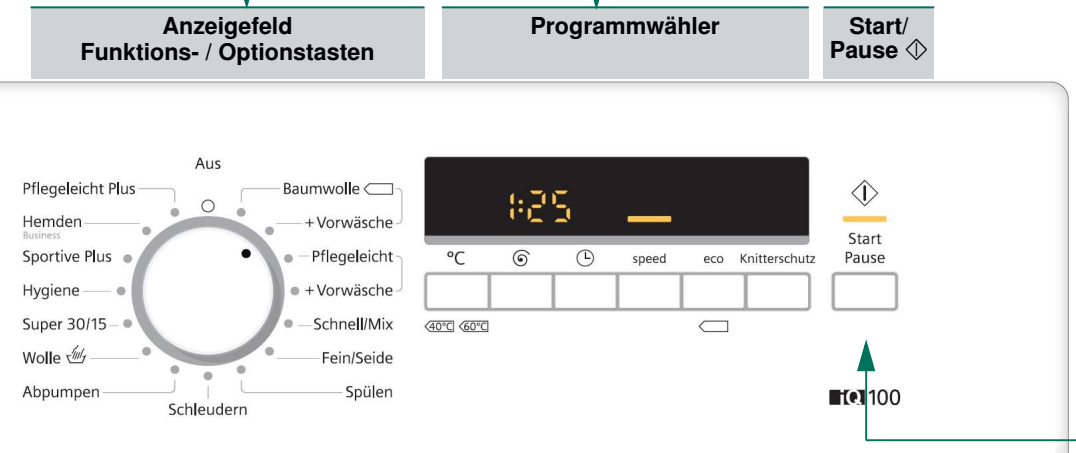 Anzeigefeld
Funktions- / Optionstasten
Programmwähler
Start/
Pause
Aus
Pflegeleicht Plus
Hemden
Business
Sportive Plus
Hygiene
Super 30/15
Wolle
Abpumpen
Schleudern
Baumwolle
+ Vorwäsche
Pflegeleicht
+ Vorwäsche
Schnell/Mix
Fein/Seide
Spülen
1:25
°C speed eco Knitterschutz
40°C 60°C
Start
Pause
iQ 100